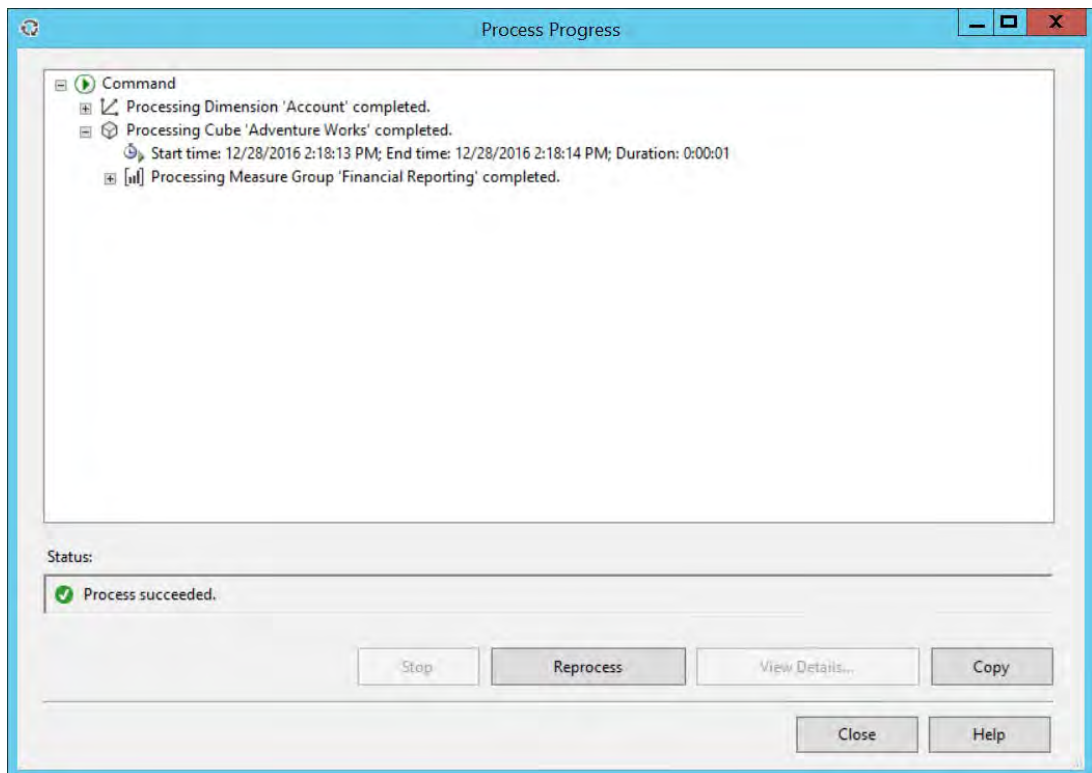 Process Progress
Command
Processing Dimension 'Account' completed.
Processing Cube 'Adventure Works' completed.
Start time: 12/28/2016 2:18:13 PM; End time: 12/28/2016 2:18:14 PM; Duration: 0:00:01
Processing Measure Group 'Financial Reporting' completed.
Status:
Process succeeded.
Stop Reprocess View Details... Copy
Close Help